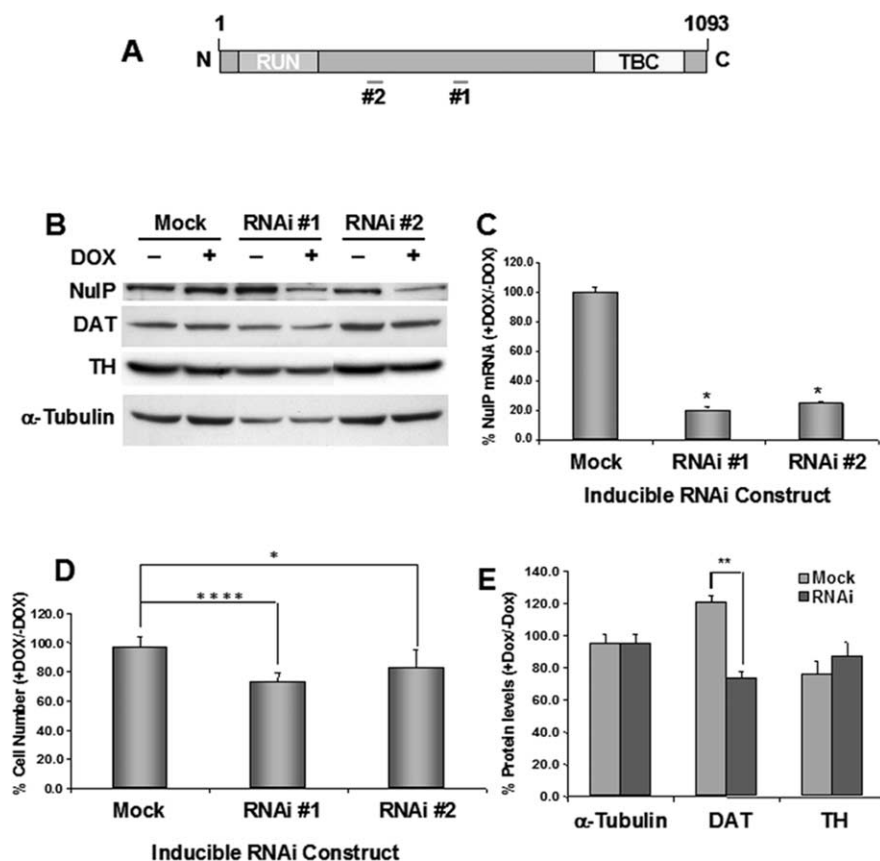 1 1093
A N RUN TBC C
#2 #1
B Mock RNAi #1 RNAi #2
DOX − + − + − +
NuIP
DAT
TH
α-Tubulin
C
% NuIP mRNA (+DOX/-DOX)
120.0
100.0
80.0
60.0
40.0
20.0
0.0
* *
Mock RNAi #1 RNAi #2
Inducible RNAi Construct
D
% Cell Number (+DOX/-DOX)
*
****
120.0
100.0
80.0
60.0
40.0
20.0
0.0
Mock RNAi #1 RNAi #2
Inducible RNAi Construct
E
% Protein levels (+Dox/-Dox)
140.0
120.0
100.0
80.0
60.0
40.0
20.0
0.0
**
Mock
RNAi
α-Tubulin DAT TH